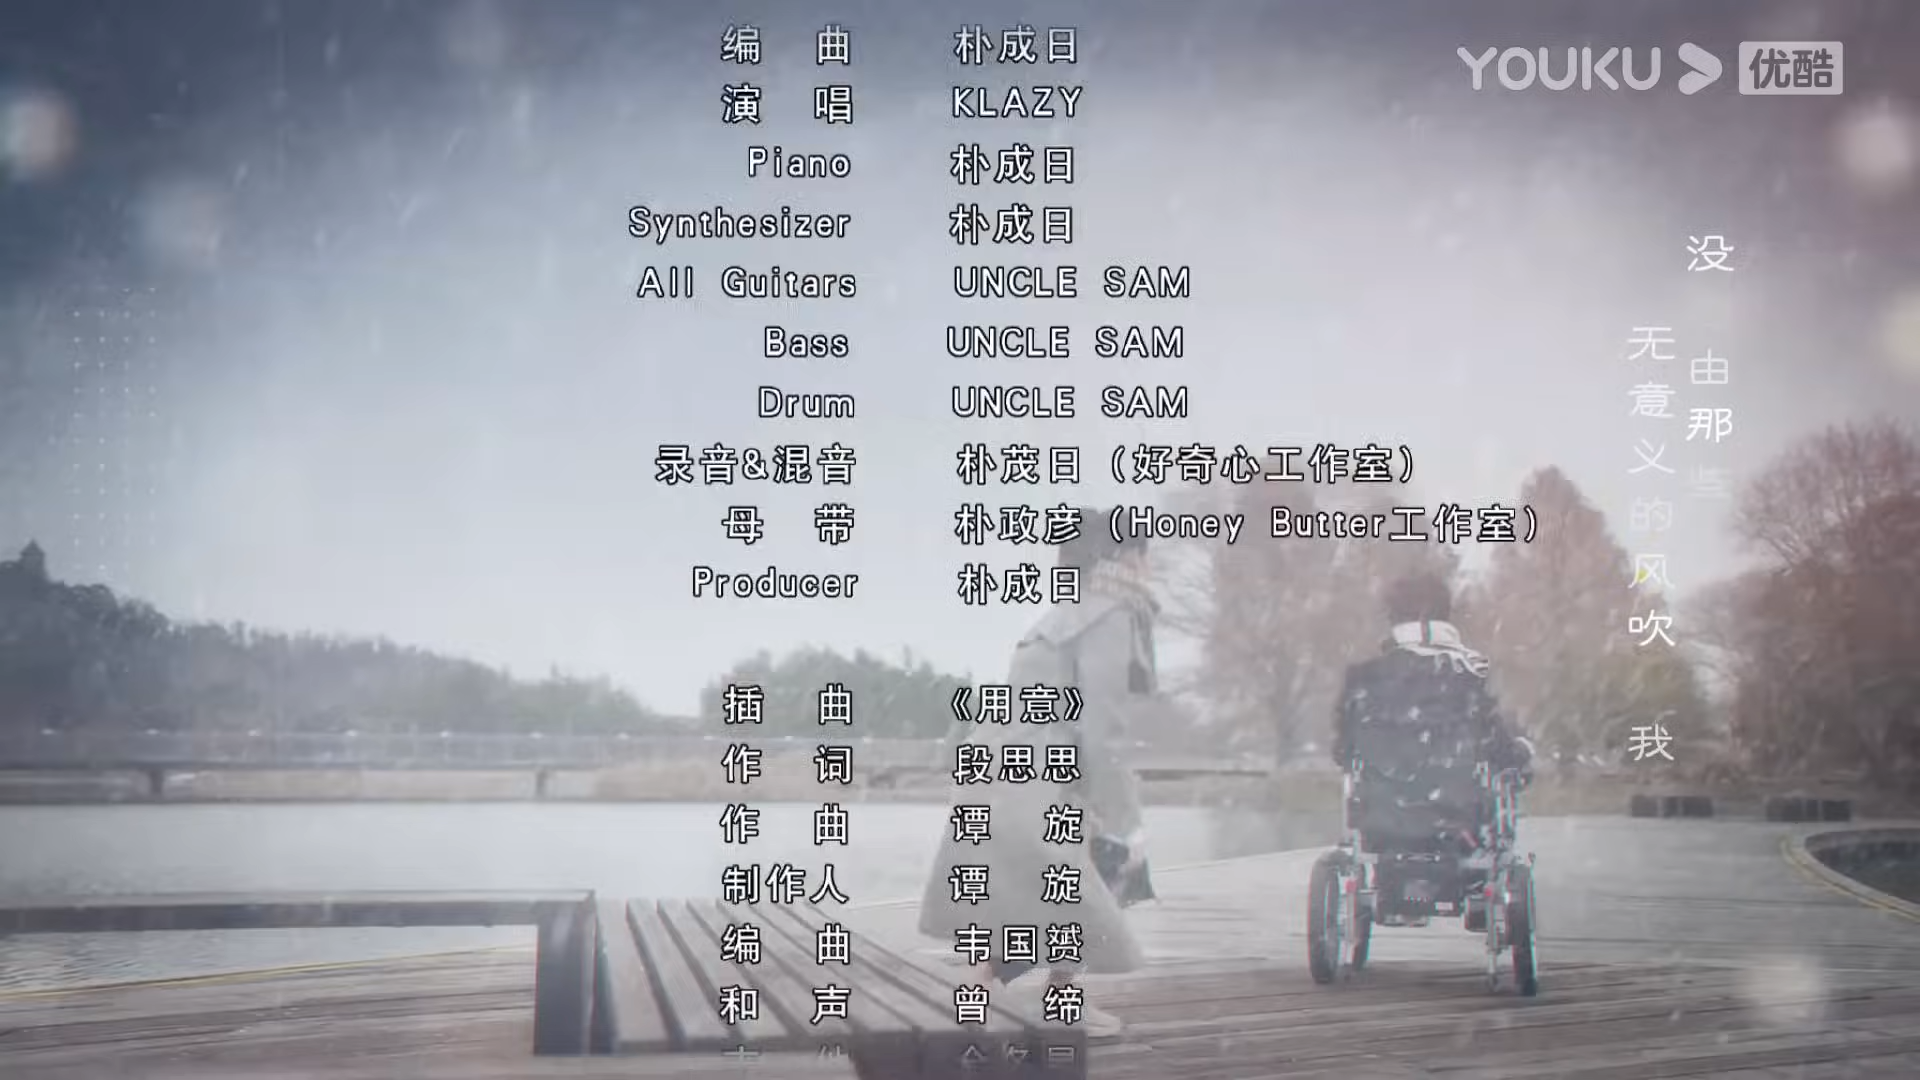 编 曲 朴成日
YOUKU 优酷
演 唱 KLAZY
Piano 朴成日
Synthesizer 朴成日
All Guitars UNCLE SAM
Bass UNCLE SAM
Drum UNCLE SAM
录音&混音 朴茂日（好奇心工作室）
母 带 朴政彦（Honey Butter工作室）
Producer 朴成日
插 曲 《用意》
作 词 段思思
作 曲 谭 旋
制作人 谭 旋
编 曲 韦国赟
和 声 曾 缔
没 由那些
无意义的风吹 我